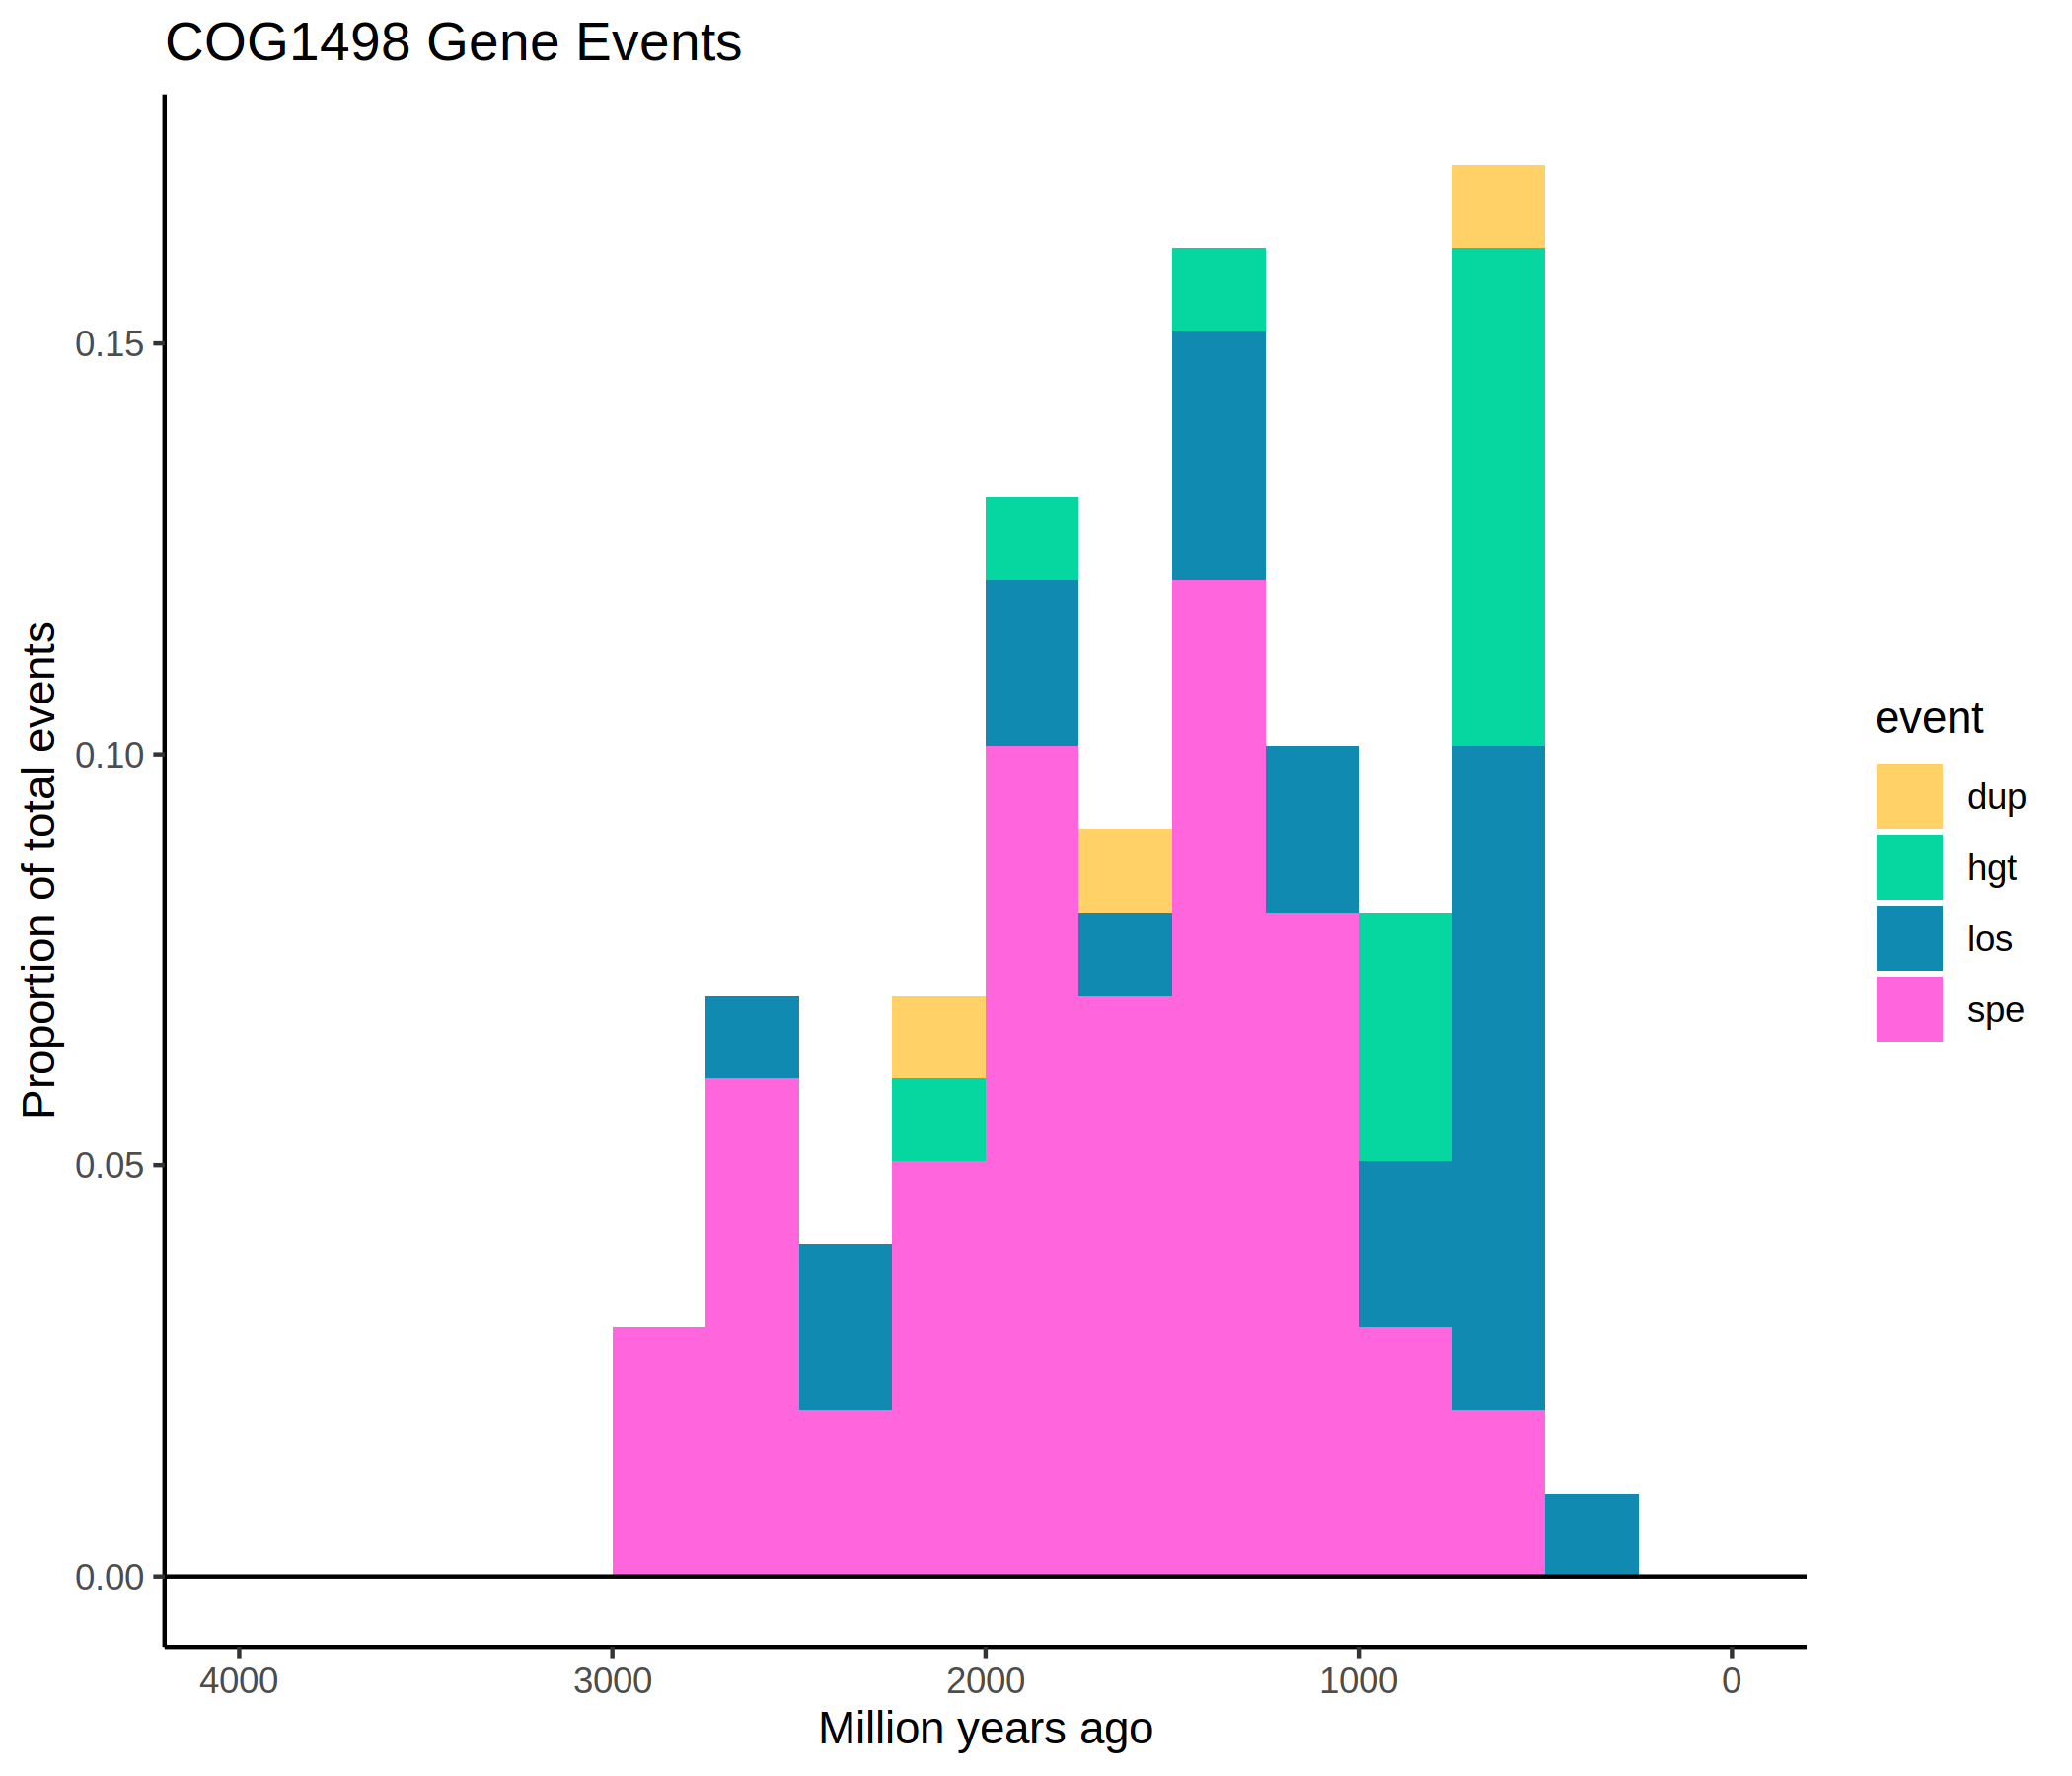 COG1498 Gene Events
Proportion of total events
0.15
0.10
0.05
0.00
4000 3000 2000 1000 0
Million years ago
event
dup
hgt
los
spe